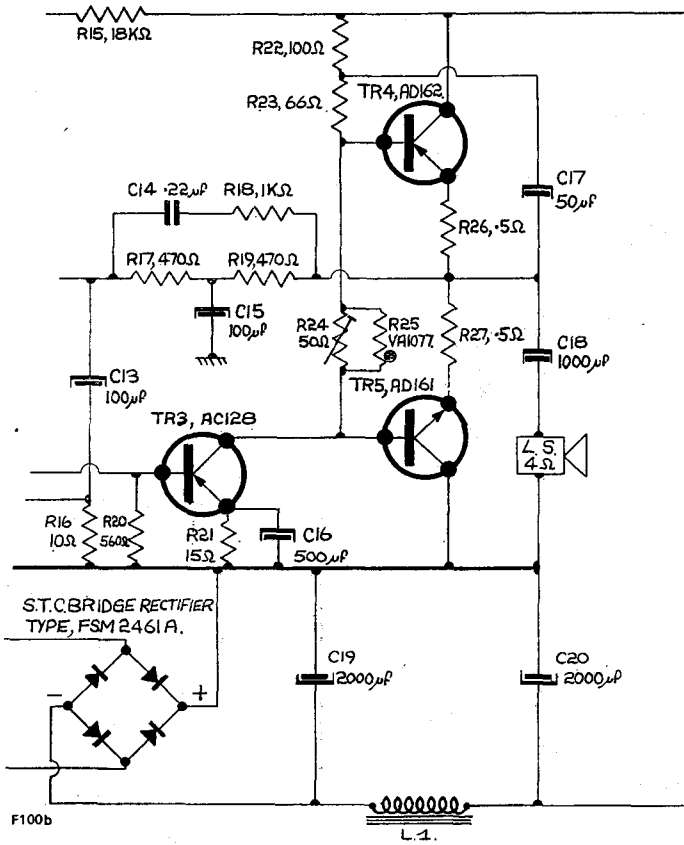 R15, 18KΩ
R22, 100Ω
R23, 66Ω
TR4, AD162
C14 ·22µf
R18, 1KΩ
C17
50µf
R26, ·5Ω
R17, 470Ω
R19, 470Ω
C15
100µf
R24
50Ω
R25
VA1077
R27, ·5Ω
C18
1000µf
C13
100µf
TR5, AD161
TR3, AC128
L.S.
4Ω
R16
10Ω
R20
560Ω
R21
15Ω
C16
500µf
S.T.C. BRIDGE RECTIFIER
TYPE, FSM 2461A.
C19
2000µf
C20
2000µf
−
+
F100b
L.1.